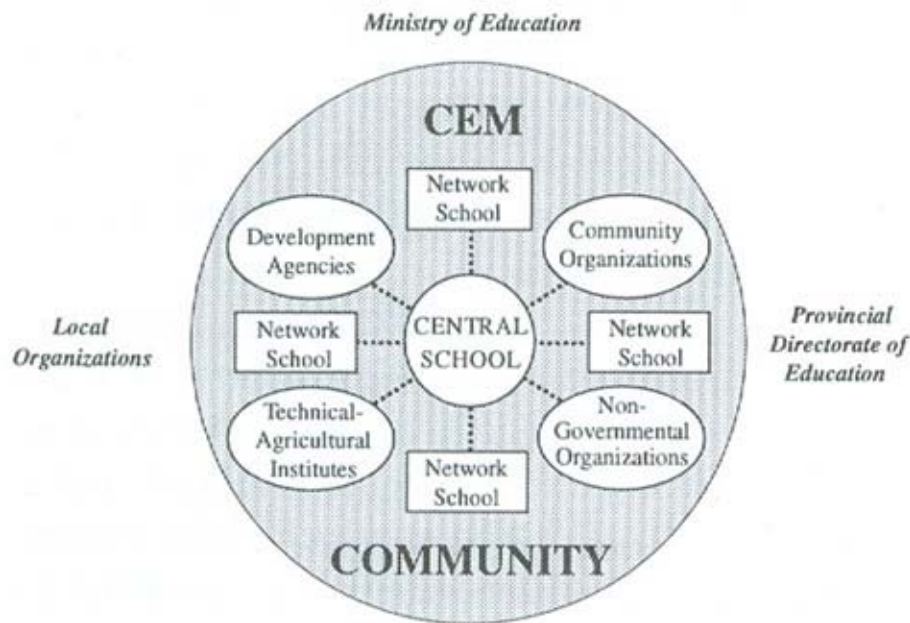 Ministry of Education
CEM
Network
School
Development
Agencies
Community
Organizations
Local
Organizations
Network
School
CENTRAL
SCHOOL
Network
School
Provincial
Directorate of
Education
Technical-
Agricultural
Institutes
Non-
Governmental
Organizations
Network
School
COMMUNITY